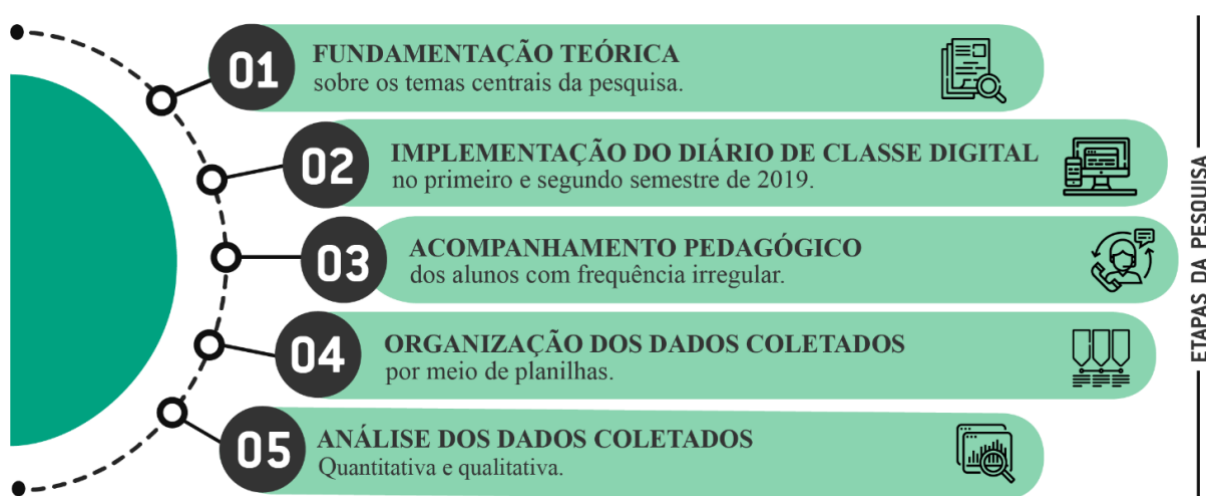 01
FUNDAMENTAÇÃO TEÓRICA
sobre os temas centrais da pesquisa.
02
IMPLEMENTAÇÃO DO DIÁRIO DE CLASSE DIGITAL
no primeiro e segundo semestre de 2019.
03
ACOMPANHAMENTO PEDAGÓGICO
dos alunos com frequência irregular.
04
ORGANIZAÇÃO DOS DADOS COLETADOS
por meio de planilhas.
05
ANÁLISE DOS DADOS COLETADOS
Quantitativa e qualitativa.
ETAPAS DA PESQUISA